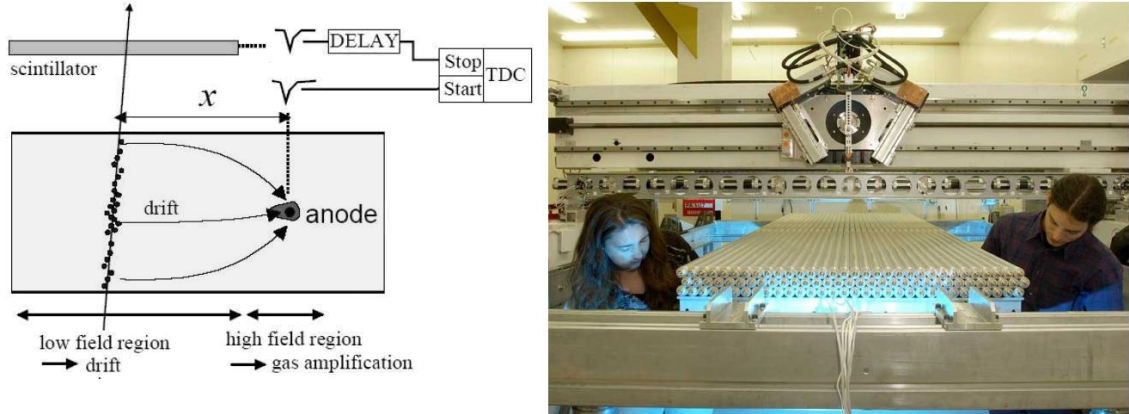 scintillator
DELAY
Stop
TDC
Start
x
drift
anode
low field region
drift
high field region
gas amplification